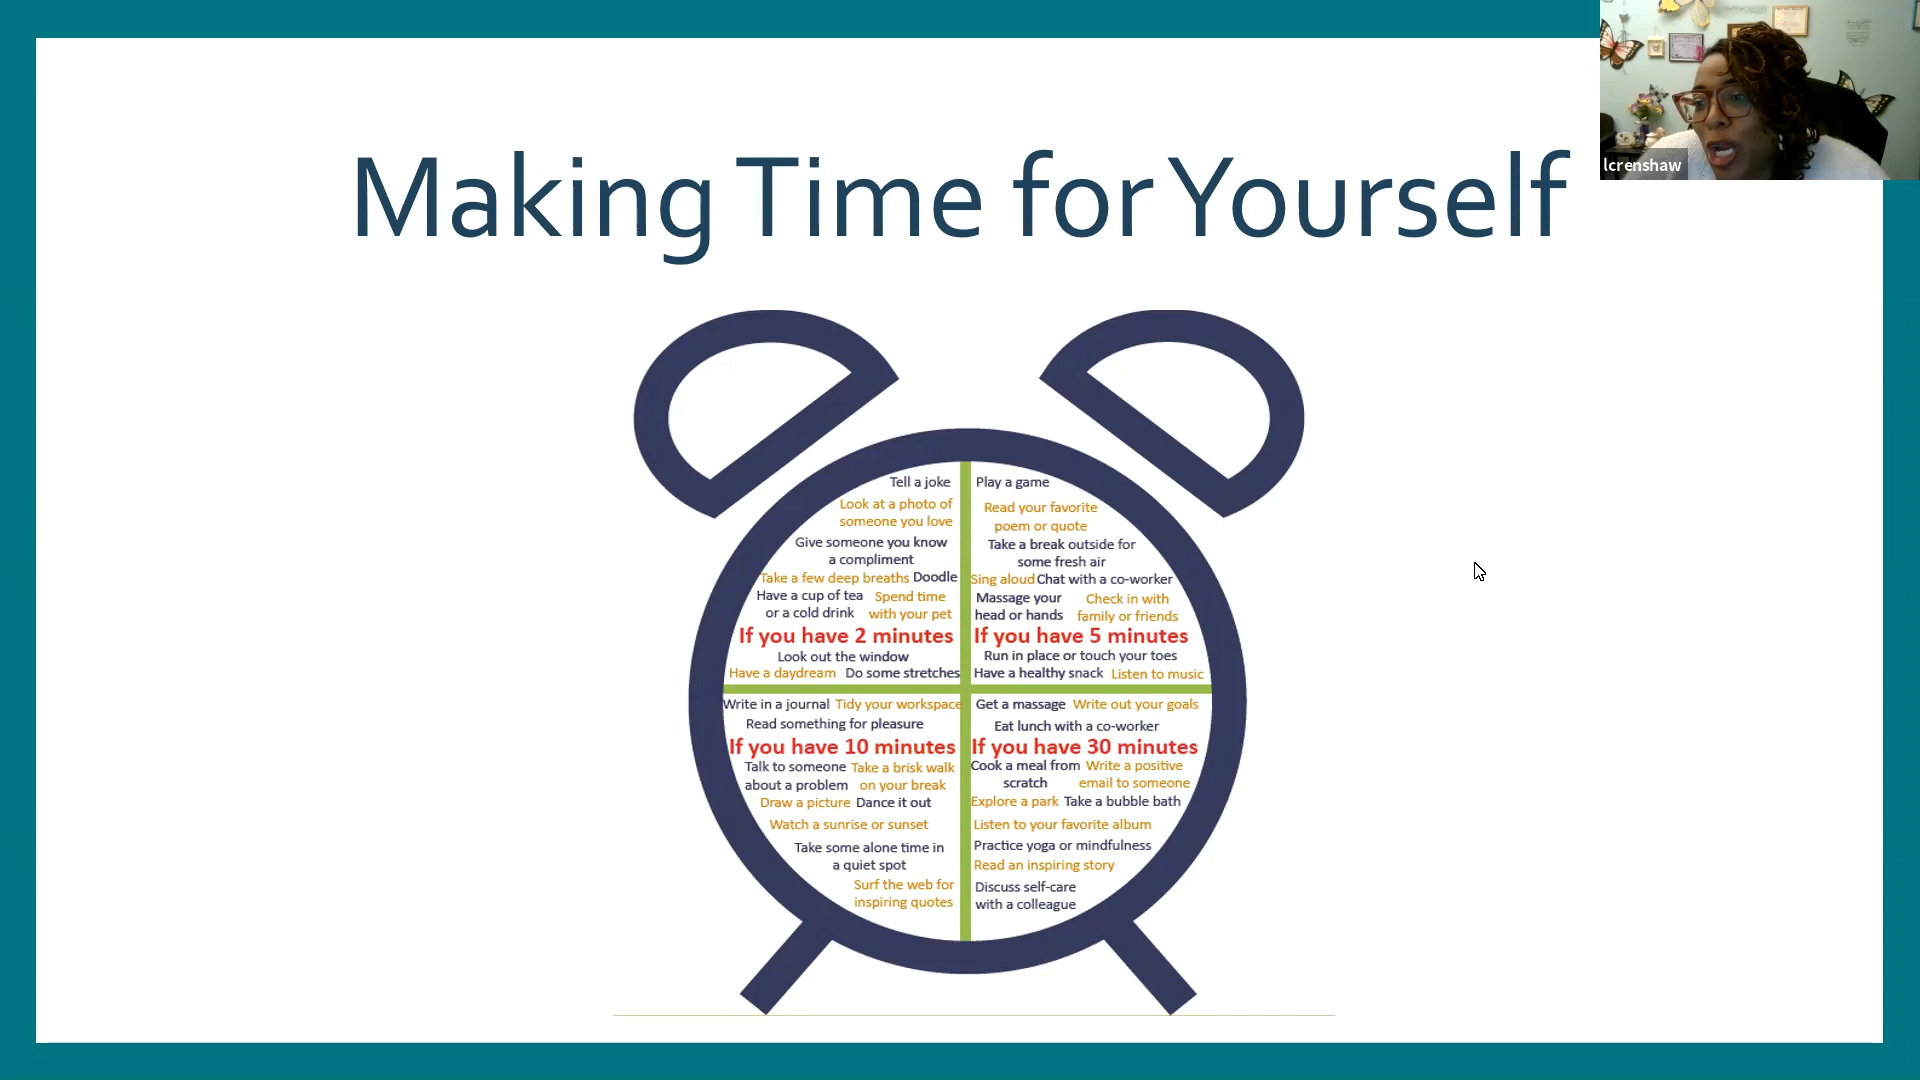 Making Time for Yourself
lcrenshaw
Tell a joke
Look at a photo of
someone you love
Give someone you know
a compliment
Take a few deep breaths Doodle
Have a cup of tea
or a cold drink
Spend time
with your pet
If you have 2 minutes
Look out the window
Have a daydream Do some stretches
Play a game
Read your favorite
poem or quote
Take a break outside for
some fresh air
Sing aloud Chat with a co-worker
Massage your
head or hands
Check in with
family or friends
If you have 5 minutes
Run in place or touch your toes
Have a healthy snack Listen to music
Write in a journal Tidy your workspace
Read something for pleasure
If you have 10 minutes
Talk to someone
about a problem
Take a brisk walk
on your break
Draw a picture Dance it out
Watch a sunrise or sunset
Take some alone time in
a quiet spot
Surf the web for
inspiring quotes
Get a massage Write out your goals
Eat lunch with a co-worker
If you have 30 minutes
Cook a meal from
scratch
Write a positive
email to someone
Explore a park Take a bubble bath
Listen to your favorite album
Practice yoga or mindfulness
Read an inspiring story
Discuss self-care
with a colleague